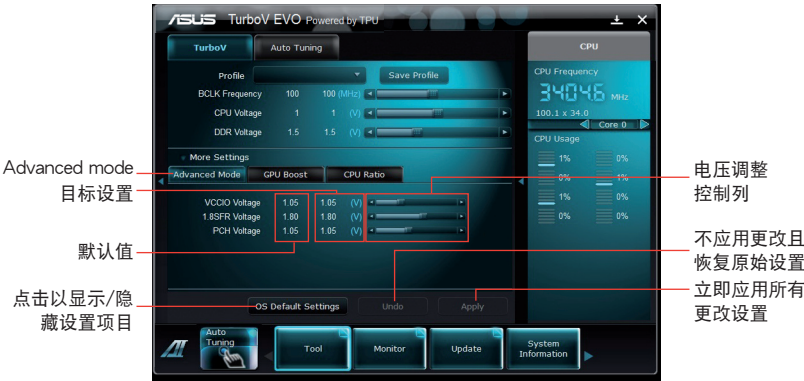 ASUS TurboV EVO Powered by TPU
TurboV Auto Tuning
Profile Save Profile
BCLK Frequency 100 100 (MHz)
CPU Voltage 1 1 (V)
DDR Voltage 1.5 1.5 (V)
More Settings
Advanced Mode GPU Boost CPU Ratio
VCCIO Voltage 1.05 1.05 (V)
1.8SFR Voltage 1.80 1.80 (V)
PCH Voltage 1.05 1.05 (V)
OS Default Settings Undo Apply
Auto
Tuning
Tool Monitor Update System
Information
CPU
CPU Frequency
3404.6 MHz
100.1 x 34.0
Core 0
CPU Usage
1% 0%
0% 1%
1% 0%
0% 0%
Advanced mode
目标设置
默认值
点击以显示/隐
藏设置项目
电压调整
控制列
不应用更改且
恢复原始设置
立即应用所有
更改设置